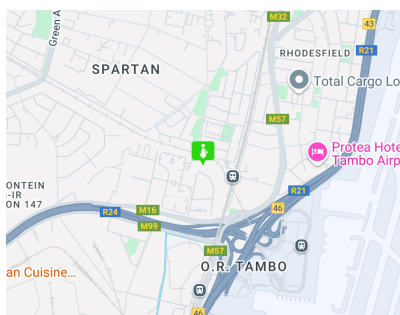 M32
43
Green A
R21
RHODESFIELD
SPARTAN
Total Cargo Lo
M57
Protea Hote
Tambo Airp
R21
ONTEIN
-IR
ON 147
R24
M16
46
M99
M57
O.R. TAMBO
an Cuisine...
46